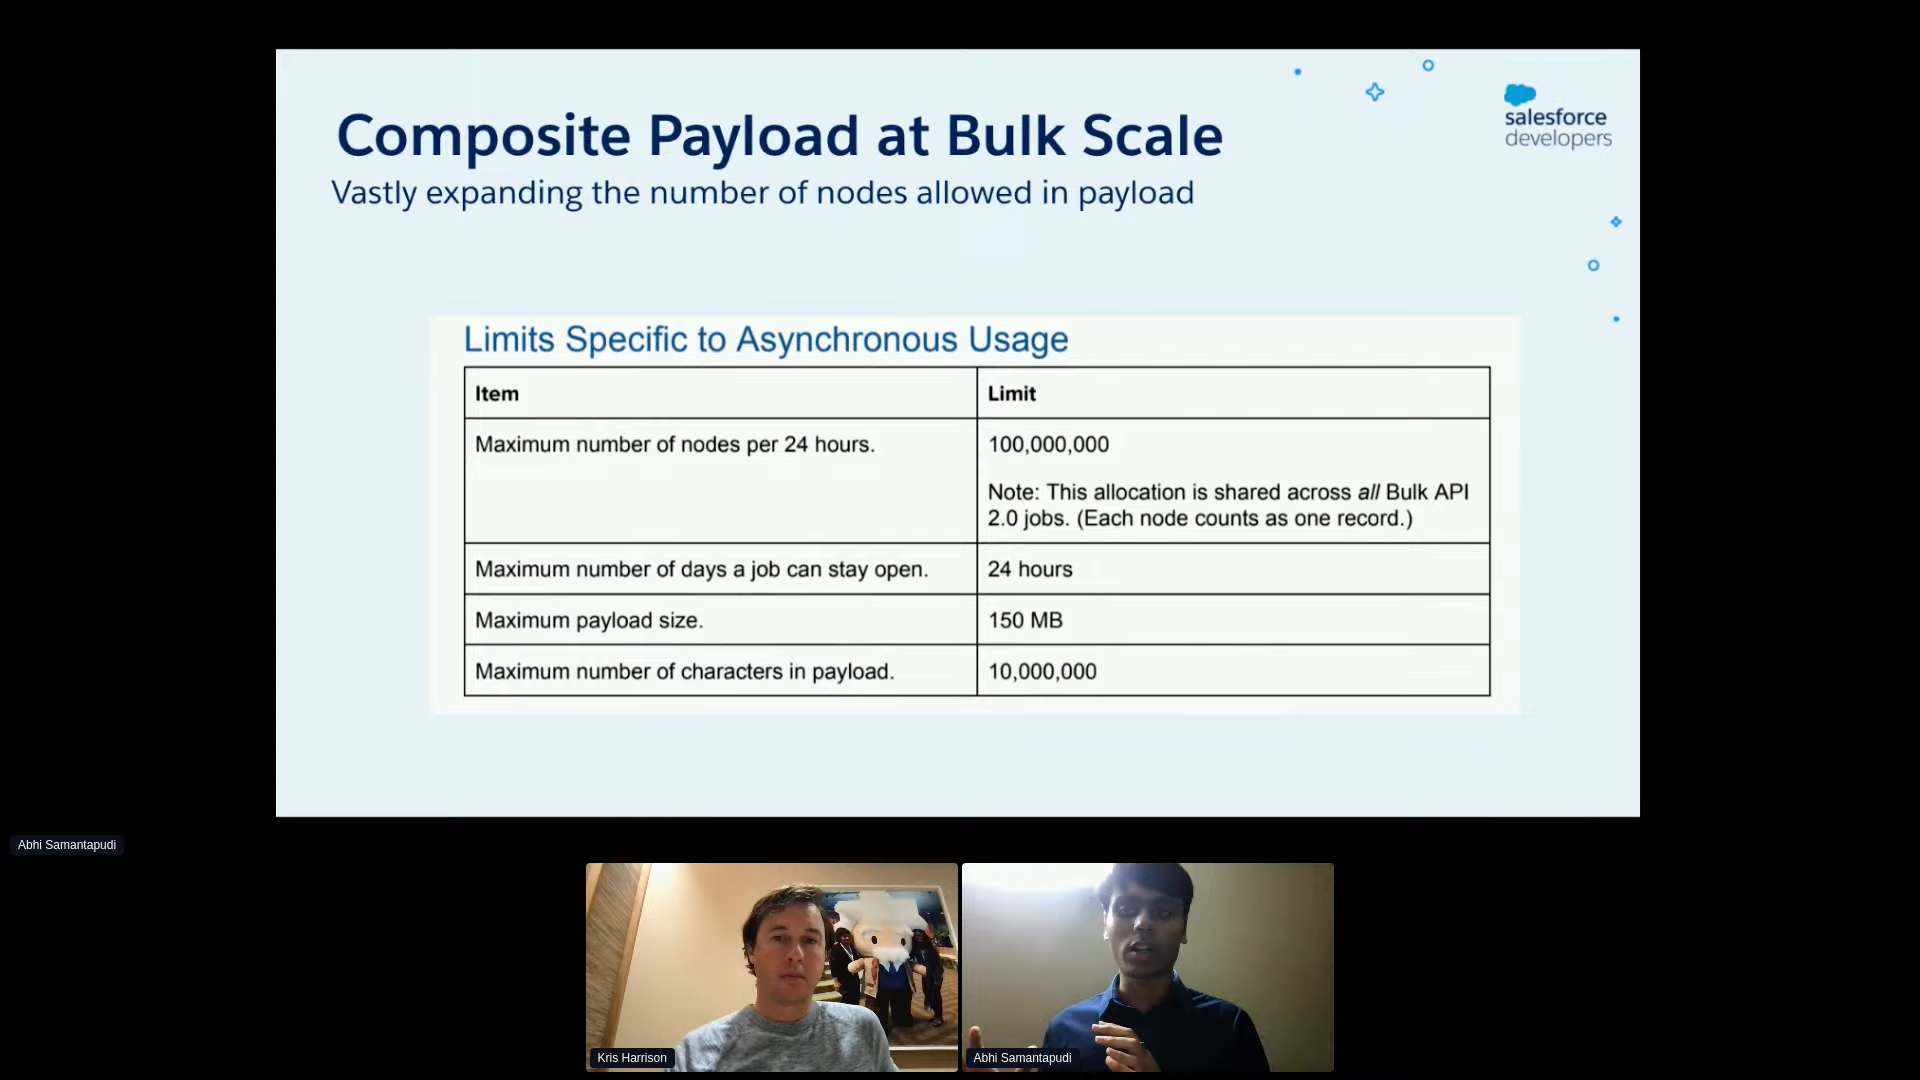 Composite Payload at Bulk Scale
Vastly expanding the number of nodes allowed in payload
salesforce
developers
Limits Specific to Asynchronous Usage
Item
Limit
Maximum number of nodes per 24 hours.
100,000,000
Note: This allocation is shared across all Bulk API
2.0 jobs. (Each node counts as one record.)
Maximum number of days a job can stay open.
24 hours
Maximum payload size.
150 MB
Maximum number of characters in payload.
10,000,000
Abhi Samantapudi
Kris Harrison
Abhi Samantapudi